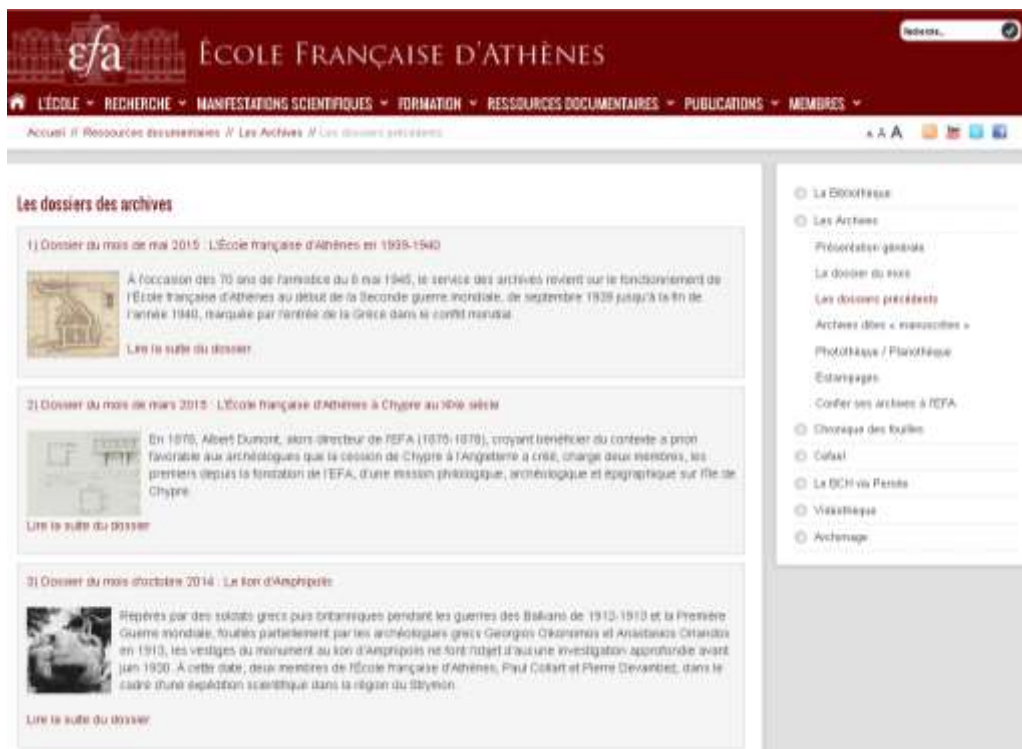 εfa ÉCOLE FRANÇAISE D'ATHÈNES
Recherche...
L'ÉCOLE RECHERCHE MANIFESTATIONS SCIENTIFIQUES FORMATION RESSOURCES DOCUMENTAIRES PUBLICATIONS MEMBRES
Accueil // Ressources documentaires // Les Archives // Les dossiers précédents
A A A
Les dossiers des archives
1) Dossier du mois de mai 2015 : L'École française d'Athènes en 1939-1940
À l'occasion des 70 ans de l'armistice du 8 mai 1945, le service des archives revient sur le fonctionnement de
l'École française d'Athènes au début de la Seconde guerre mondiale, de septembre 1939 jusqu'à la fin de
l'année 1940, marquée par l'entrée de la Grèce dans le conflit mondial.
Lire la suite du dossier
2) Dossier du mois de mars 2015 : L'École française d'Athènes à Chypre au XIXe siècle
En 1878, Albert Dumont, alors directeur de l'EFA (1875-1878), croyant bénéficier du contexte a priori
favorable aux archéologues que la cession de Chypre à l'Angleterre a créé, charge deux membres, les
premiers depuis la fondation de l'EFA, d'une mission philologique, archéologique et épigraphique sur l'île de
Chypre.
Lire la suite du dossier
3) Dossier du mois d'octobre 2014 : Le lion d'Amphipolis
Repérés par des soldats grecs puis britanniques pendant les guerres des Balkans de 1912-1913 et la Première
Guerre mondiale, fouillés partiellement par les archéologues grecs Georgios Oikonomos et Anastasios Orlandos
en 1913, les vestiges du monument au lion d'Amphipolis ne font l'objet d'aucune investigation approfondie avant
juin 1930. À cette date, deux membres de l'École française d'Athènes, Paul Collart et Pierre Devambez, dans le
cadre d'une expédition scientifique dans la région du Strymon
Lire la suite du dossier
La Bibliothèque
Les Archives
Présentation générale
Le dossier du mois
Les dossiers précédents
Archives dites « manuscrites »
Photothèque / Planothèque
Estampages
Confier ses archives à l'EFA
Chronique des fouilles
Cefael
Le BCH via Persée
Vidéothèque
Archimage